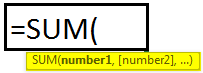 =SUM(
SUM(number1, [number2], ...)